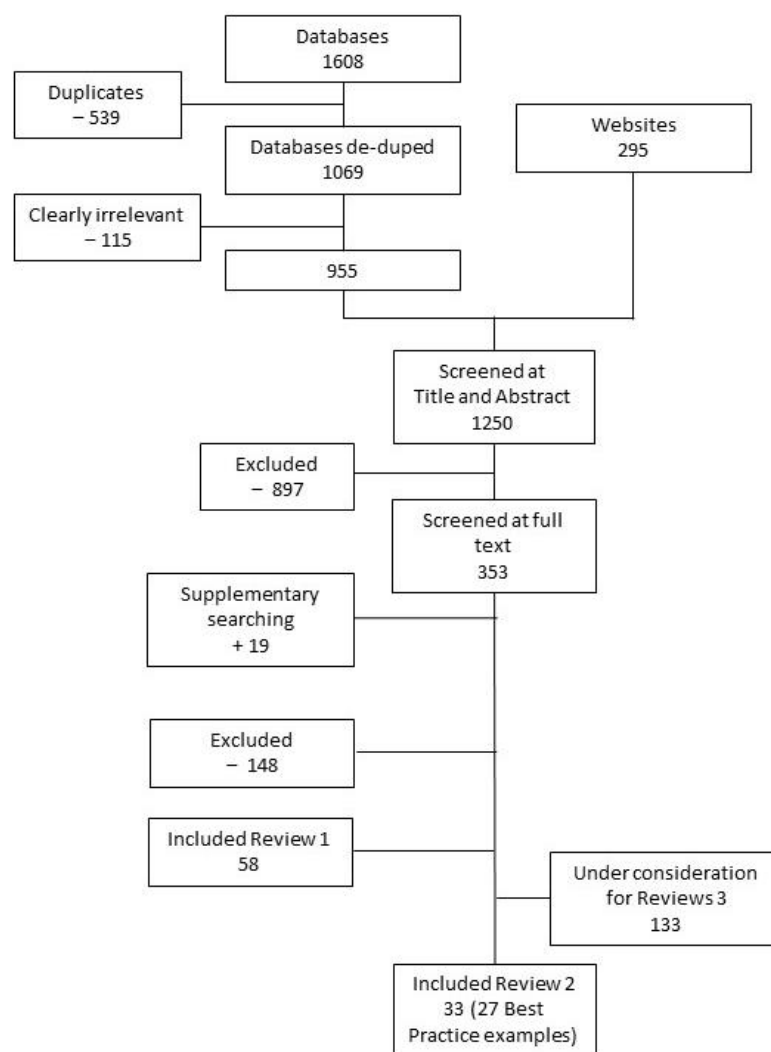 Databases
1608
Duplicates
– 539
Websites
295
Databases de-duped
1069
Clearly irrelevant
– 115
955
Screened at
Title and Abstract
1250
Excluded
– 897
Screened at full
text
353
Supplementary
searching
+ 19
Excluded
– 148
Included Review 1
58
Under consideration
for Reviews 3
133
Included Review 2
33 (27 Best
Practice examples)